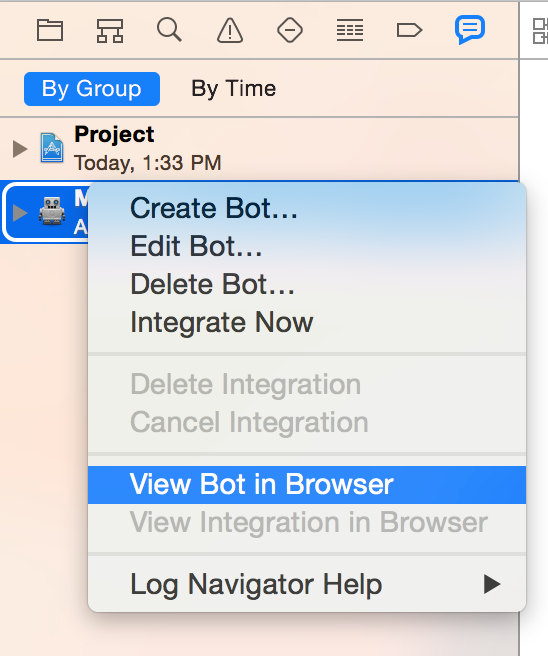 By Group By Time
Project
Today, 1:33 PM
Create Bot...
Edit Bot...
Delete Bot...
Integrate Now
Delete Integration
Cancel Integration
View Bot in Browser
View Integration in Browser
Log Navigator Help